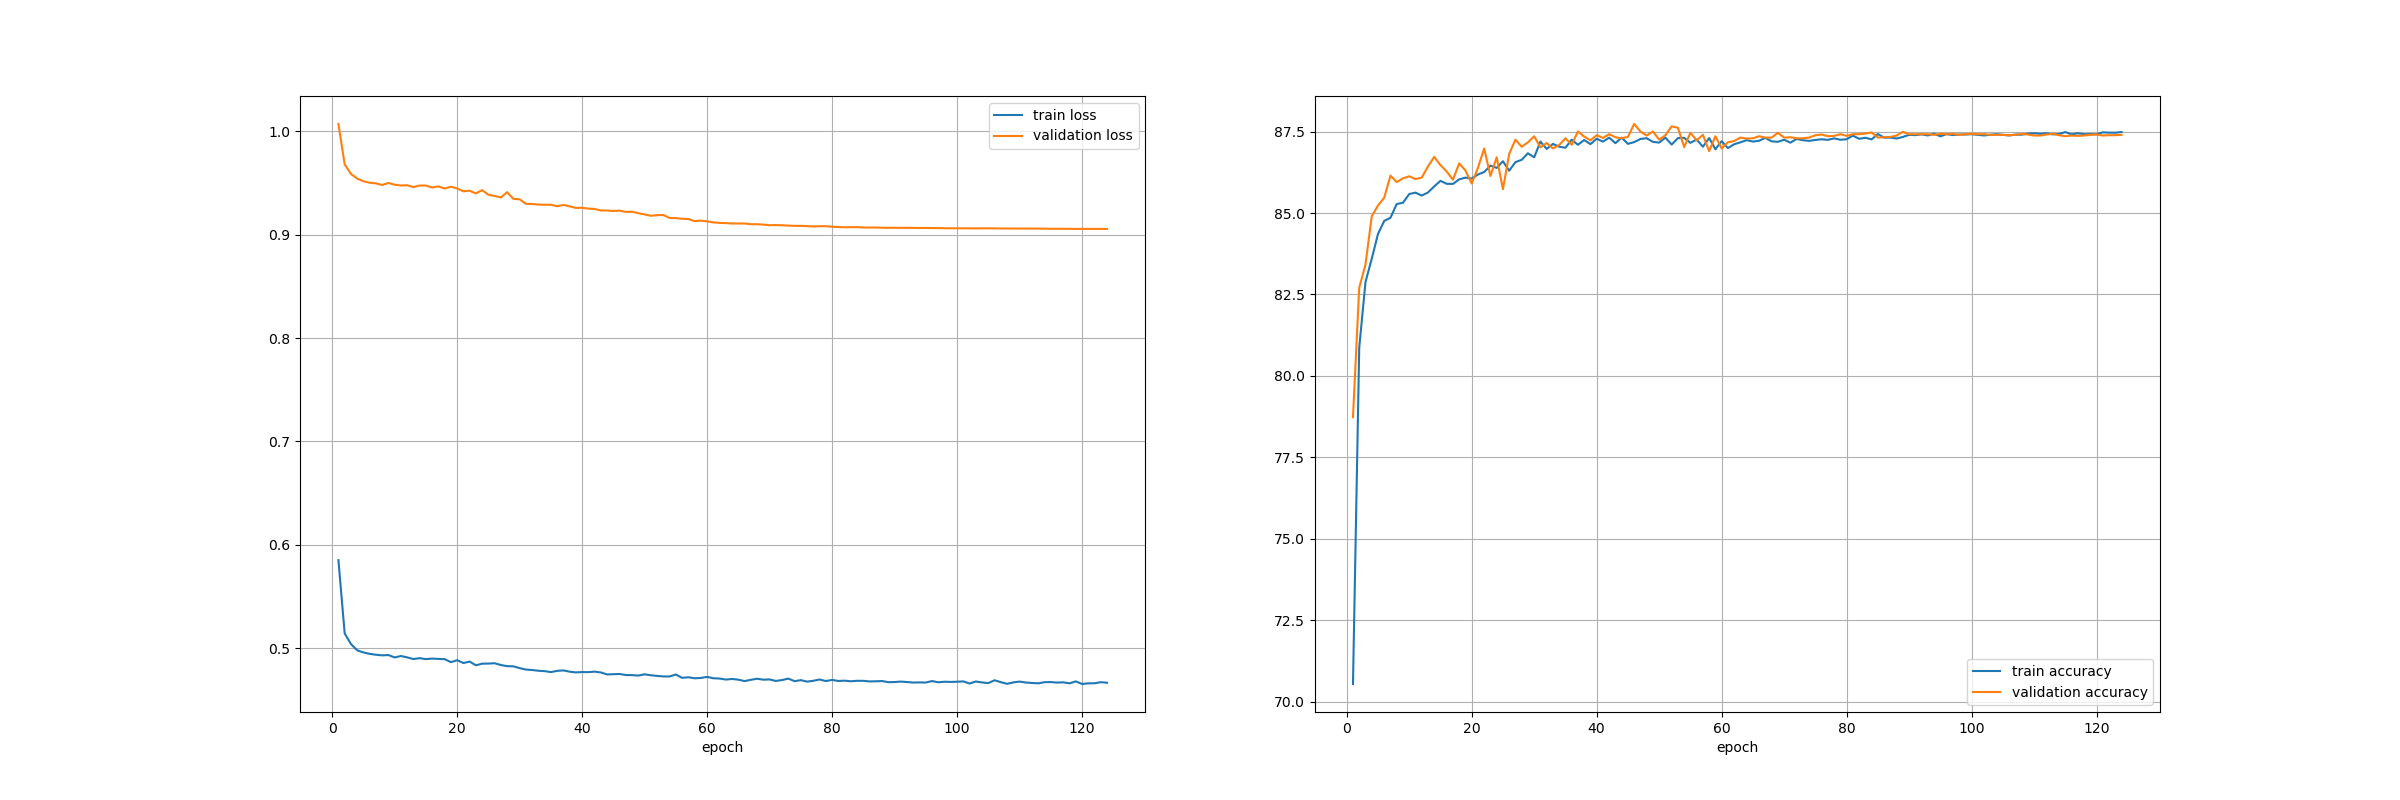 train loss
validation loss
1.0
0.9
0.8
0.7
0.6
0.5
0 20 40 60 80 100 120
epoch
87.5
85.0
82.5
80.0
77.5
75.0
72.5
70.0
train accuracy
validation accuracy
0 20 40 60 80 100 120
epoch